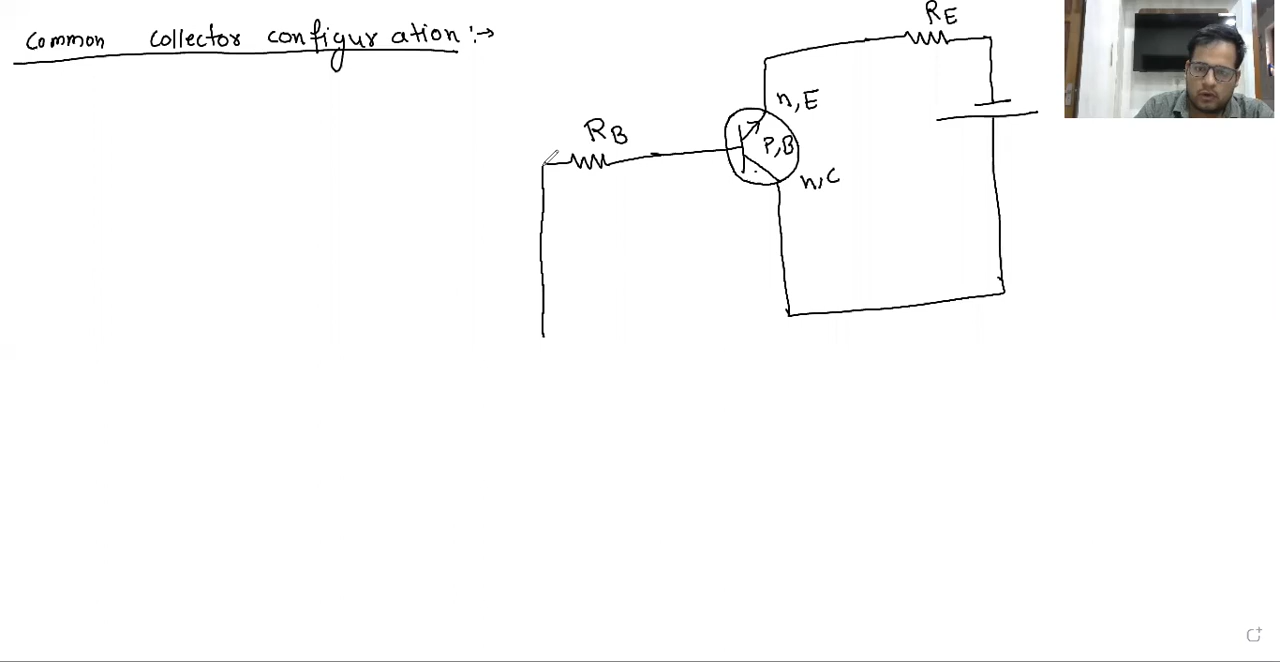 Common collector configuration :→
RE
n, E
RB
P, B
n, C